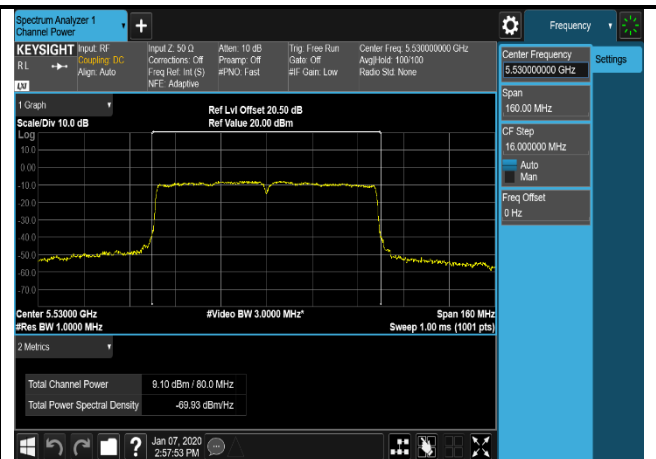 Spectrum Analyzer 1
Channel Power
Frequency
KEYSIGHT
RL
Input: RF
Coupling: DC
Align: Auto
Input Z: 50 Ω
Corrections: Off
Freq Ref: Int (S)
NFE: Adaptive
Atten: 10 dB
Preamp: Off
#PNO: Fast
Trig: Free Run
Gate: Off
#IF Gain: Low
Center Freq: 5.530000000 GHz
Avg|Hold: 100/100
Radio Std: None
LXI
Center Frequency
5.530000000 GHz
Settings
Span
160.00 MHz
CF Step
16.000000 MHz
Auto
Man
Freq Offset
0 Hz
1 Graph
Scale/Div 10.0 dB
Ref Lvl Offset 20.50 dB
Ref Value 20.00 dBm
Log
10.0
0.00
-10.0
-20.0
-30.0
-40.0
-50.0
-60.0
-70.0
Center 5.53000 GHz
#Video BW 3.0000 MHz*
Span 160 MHz
#Res BW 1.0000 MHz
Sweep 1.00 ms (1001 pts)
2 Metrics
Total Channel Power 9.10 dBm / 80.0 MHz
Total Power Spectral Density -69.93 dBm/Hz
?
Jan 07, 2020
2:57:53 PM